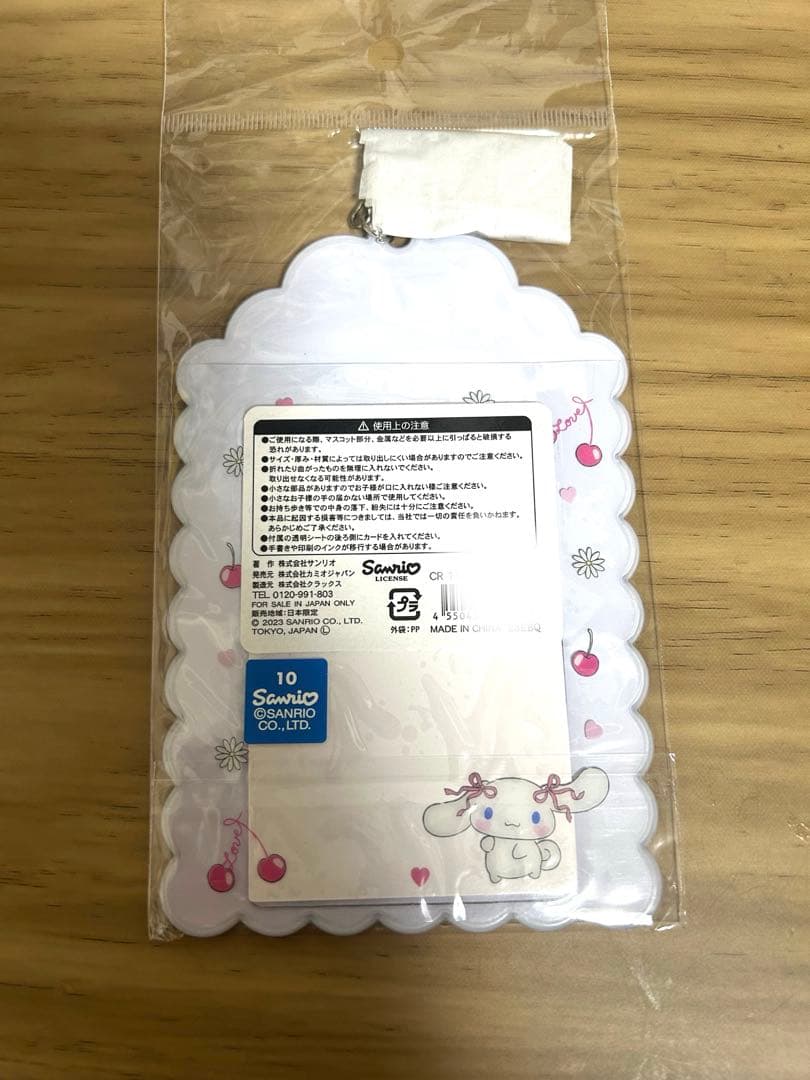 Love
⚠ 使用上の注意
●ご使用になる際、マスコット部分、金属などを必要以上に引っぱると破損する
恐れがあります。
●サイズ・厚み・材質によっては取り出しにくい場合がありますのでご注意ください。
●折れたり曲がったものを無理に入れないでください。
取り出せなくなる可能性があります。
●小さな部品がありますのでお子様が口に入れない様ご注意ください。
●小さなお子様の手の届かない場所で使用してください。
●お持ち歩き等での中身の落下、紛失には十分にご注意ください。
●本品に起因する損害等につきましては、当社では一切の責任を負いかねます。
あらかじめご了承ください。
●付属の透明シートの後ろ側にカードを入れてください。
●手書きや印刷のインクが移行する場合があります。
著 作 株式会社サンリオ
発売元 株式会社カミオジャパン
製造元 株式会社クラックス
TEL 0120-991-803
FOR SALE IN JAPAN ONLY
販売地域:日本限定
© 2023 SANRIO CO., LTD.
TOKYO, JAPAN Ⓛ
Sanrio
LICENSE
CR
プラ
外袋:PP
4 5504
MADE IN CHINA
10
Sanrio
©SANRIO
CO.,LTD.
Love